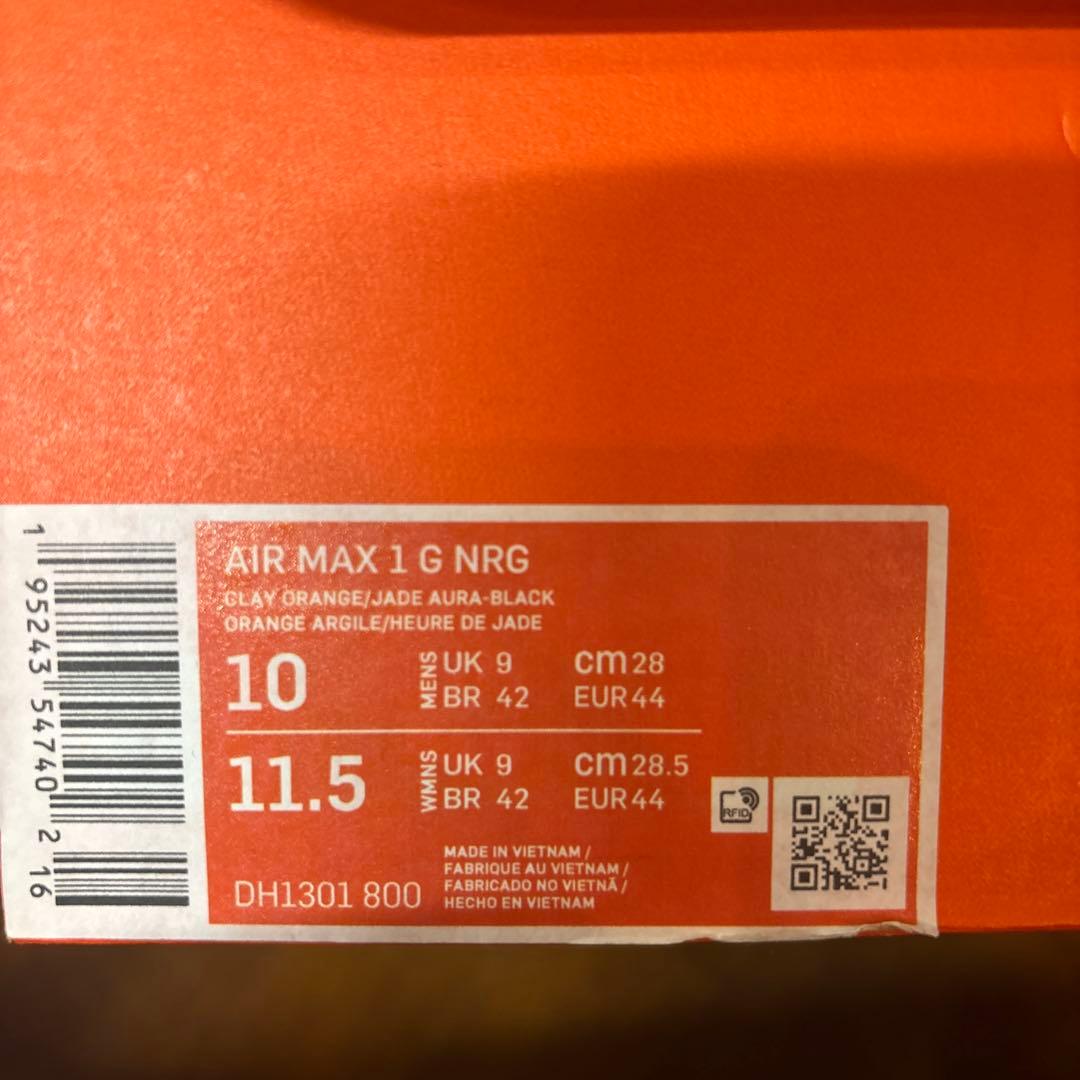 AIR MAX 1 G NRG
CLAY ORANGE/JADE AURA-BLACK
ORANGE ARGILE/HEURE DE JADE
10 MENS UK 9 cm 28
BR 42 EUR 44
11.5 WMNS UK 9 cm 28.5
BR 42 EUR 44
RFID
MADE IN VIETNAM /
FABRIQUE AU VIETNAM /
FABRICADO NO VIETNÃ /
HECHO EN VIETNAM
DH1301 800
1 95243 54740 2 16